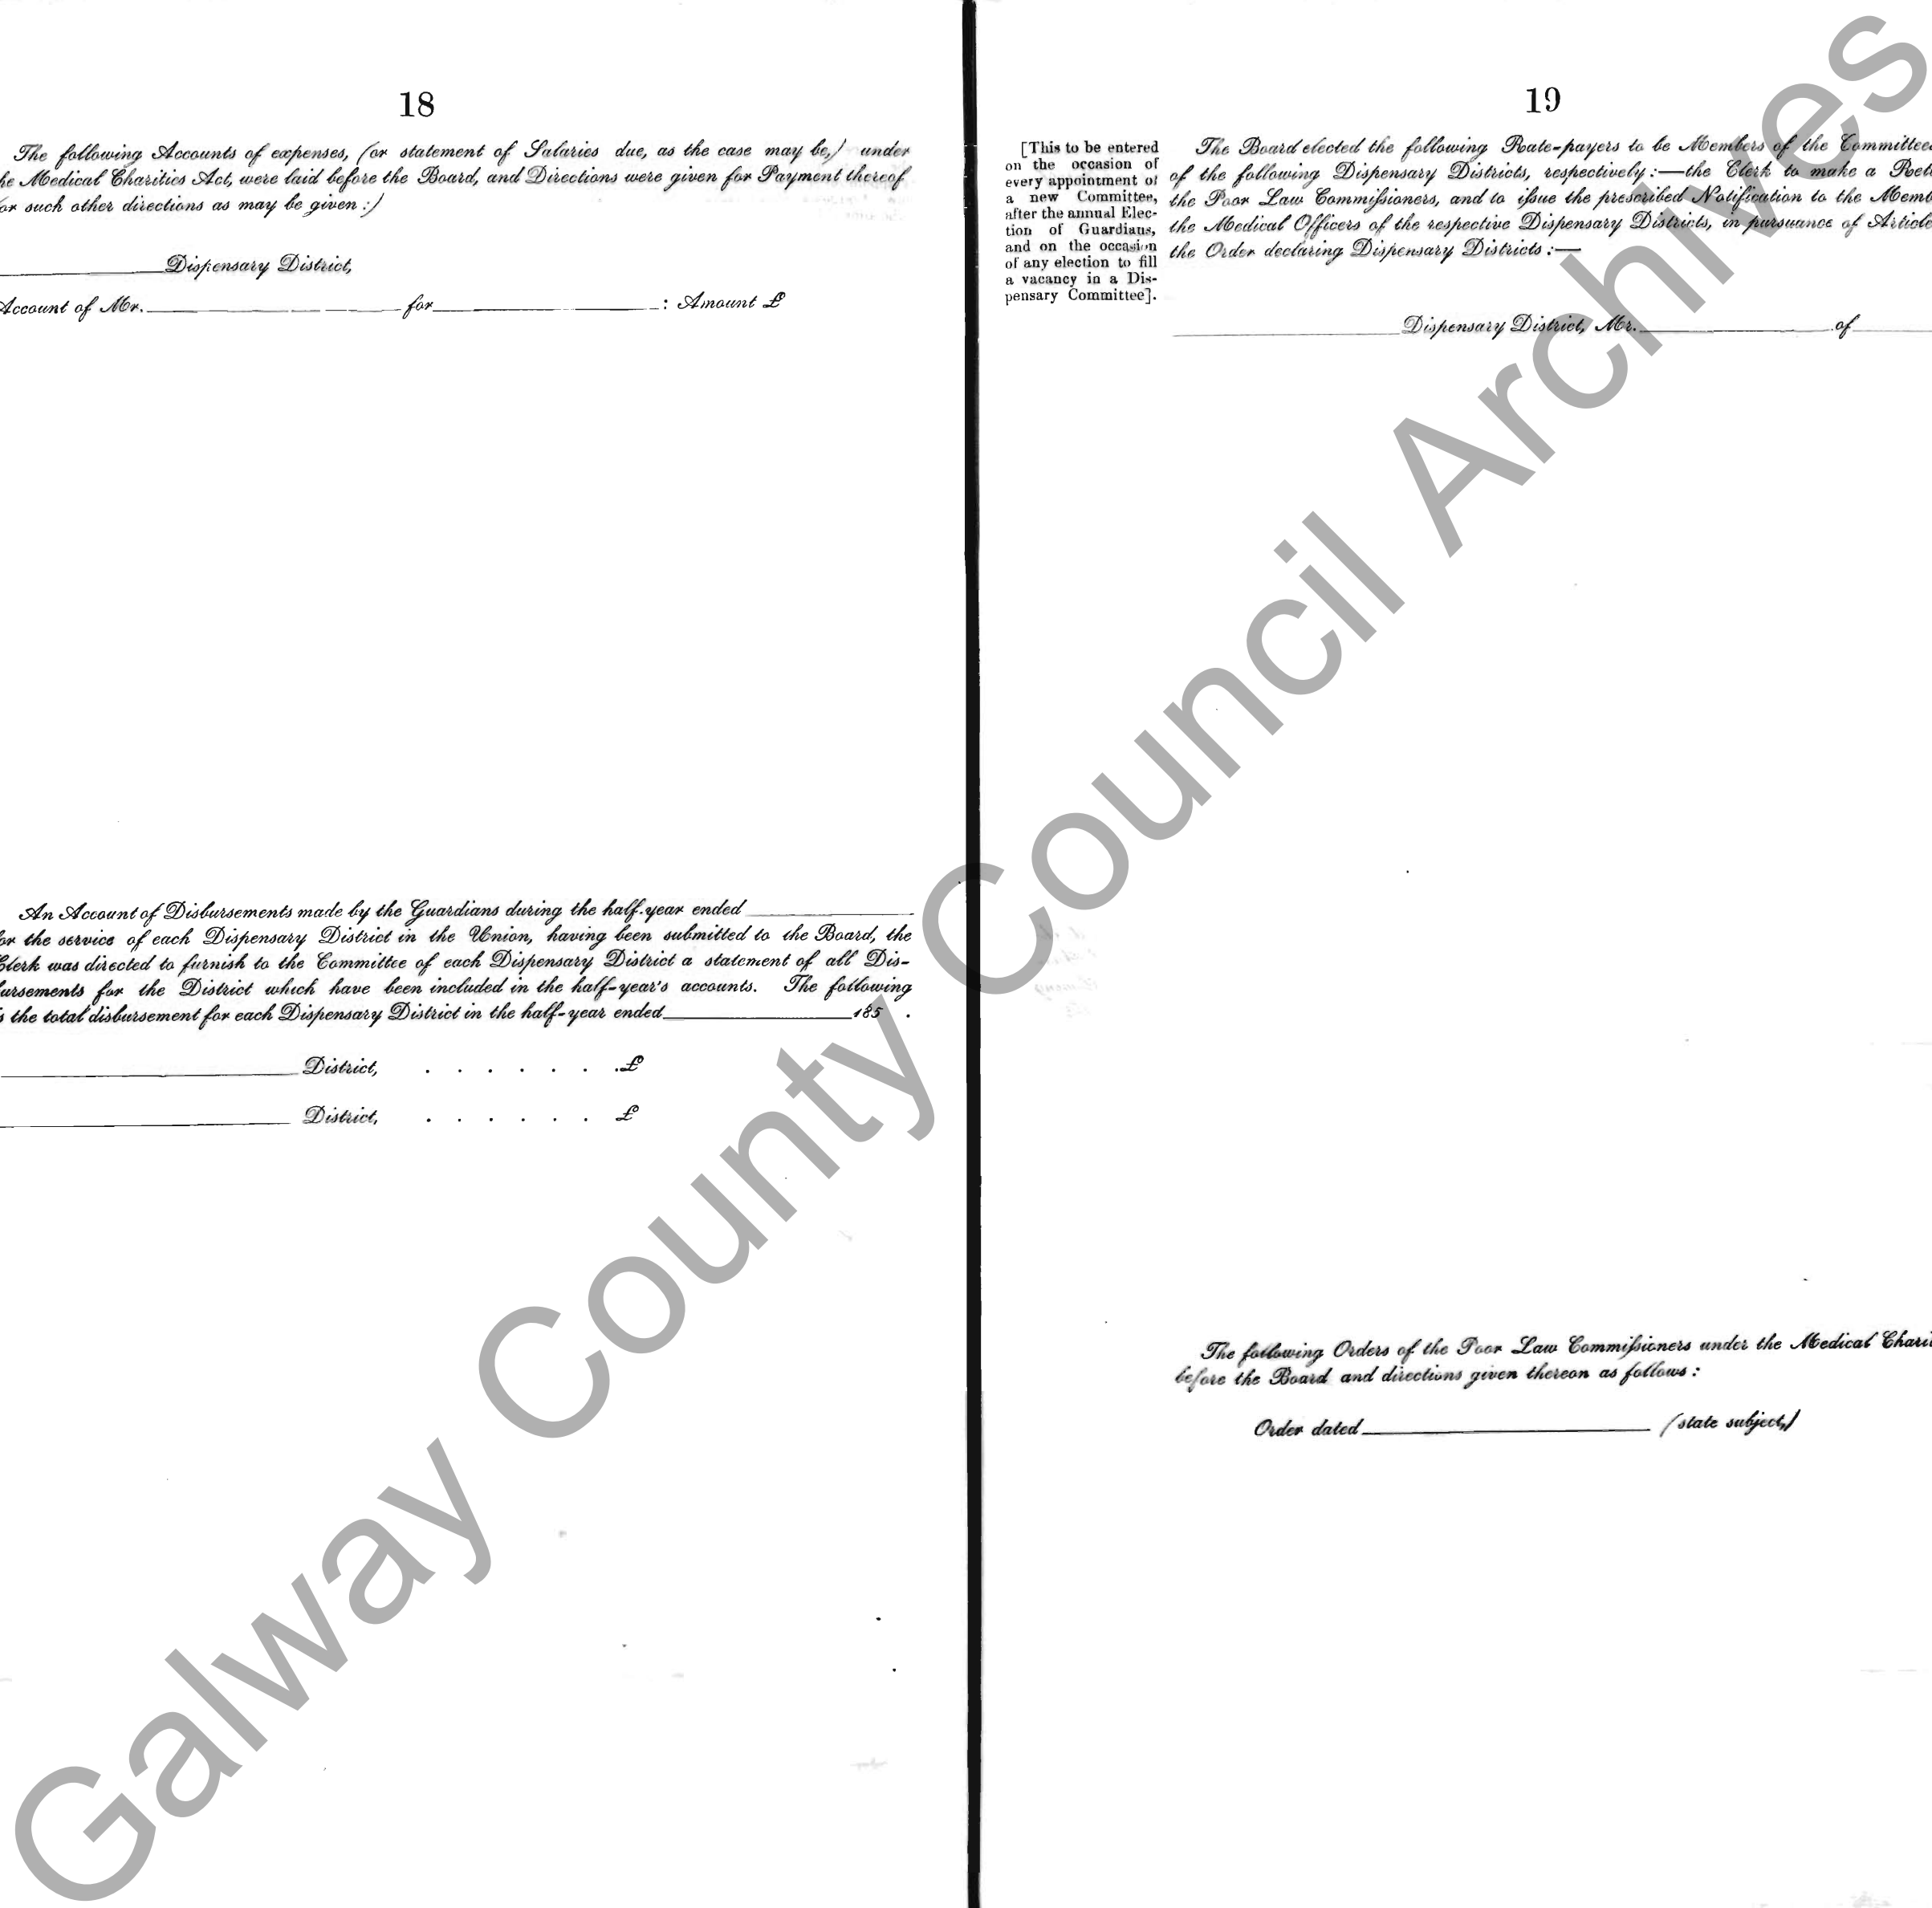 18
The following Accounts of expenses, (or statement of Salaries due, as the case may be,) under
he Medical Charities Act, were laid before the Board, and Directions were given for Payment thereof
or such other directions as may be given :)
Dispensary District,
Account of Mr. for : Amount £
An Account of Disbursements made by the Guardians during the half-year ended
or the service of each Dispensary District in the Union, having been submitted to the Board, the
Clerk was directed to furnish to the Committee of each Dispensary District a statement of all Dis-
bursements for the District which have been included in the half-year's accounts. The following
s the total disbursement for each Dispensary District in the half-year ended 185 .
District, . . . . . . . £
District, . . . . . . £
19
[This to be entered
on the occasion of
every appointment of
a new Committee,
after the annual Elec-
tion of Guardians,
and on the occasion
of any election to fill
a vacancy in a Dis-
pensary Committee].
The Board elected the following Rate-payers to be Members of the Committee
of the following Dispensary Districts, respectively :—the Clerk to make a Ret
the Poor Law Commissioners, and to issue the prescribed Notification to the Memb
the Medical Officers of the respective Dispensary Districts, in pursuance of Article
the Order declaring Dispensary Districts :—
Dispensary District, Mr. of
The following Orders of the Poor Law Commissioners under the Medical Chari
before the Board and directions given thereon as follows :
Order dated (state subject,)
Galway County Council Archives